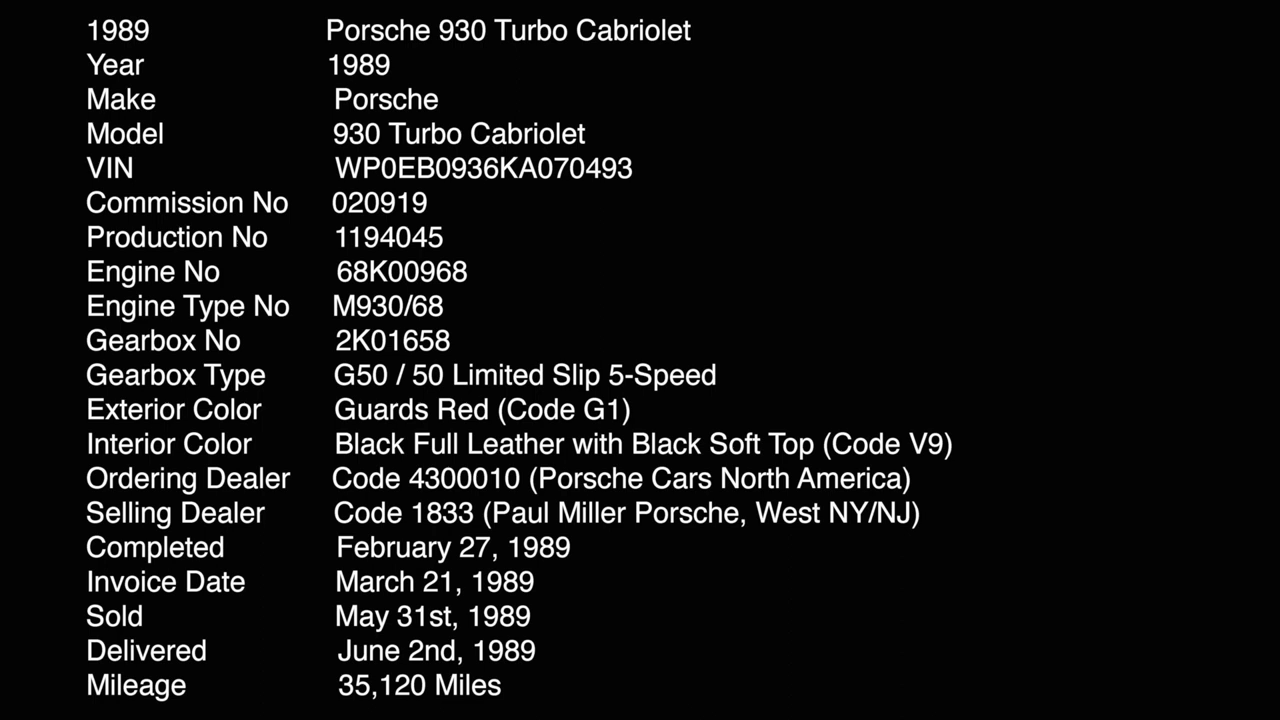 1989 Porsche 930 Turbo Cabriolet
Year 1989
Make Porsche
Model 930 Turbo Cabriolet
VIN WP0EB0936KA070493
Commission No 020919
Production No 1194045
Engine No 68K00968
Engine Type No M930/68
Gearbox No 2K01658
Gearbox Type G50 / 50 Limited Slip 5-Speed
Exterior Color Guards Red (Code G1)
Interior Color Black Full Leather with Black Soft Top (Code V9)
Ordering Dealer Code 4300010 (Porsche Cars North America)
Selling Dealer Code 1833 (Paul Miller Porsche, West NY/NJ)
Completed February 27, 1989
Invoice Date March 21, 1989
Sold May 31st, 1989
Delivered June 2nd, 1989
Mileage 35,120 Miles